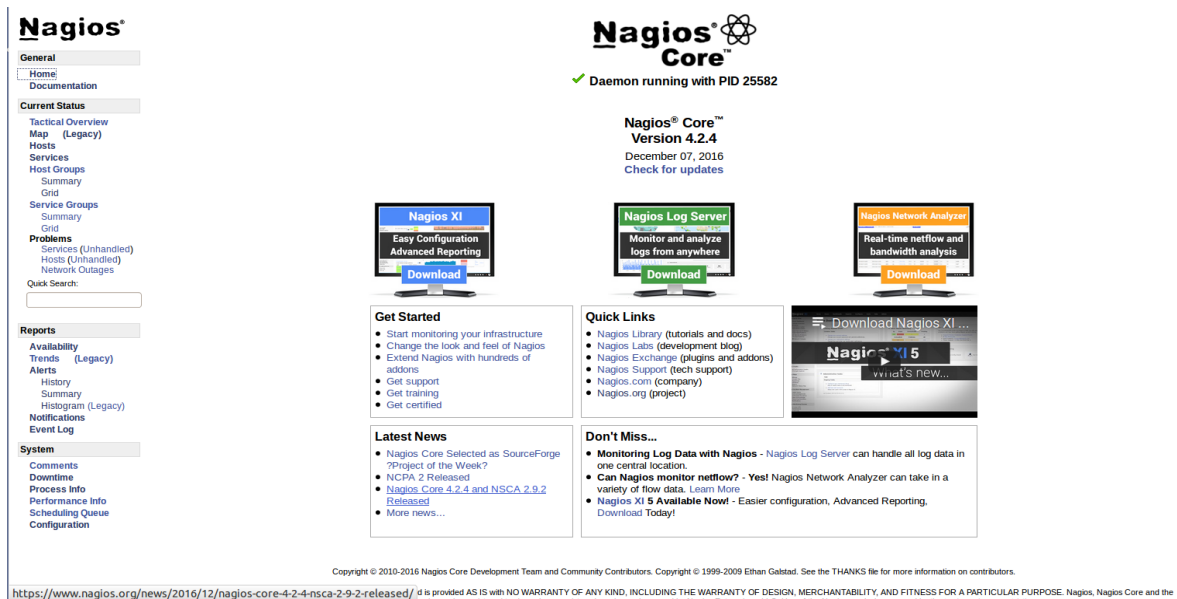 Nagios®
General
Home
Documentation
Current Status
Tactical Overview
Map (Legacy)
Hosts
Services
Host Groups
Summary
Grid
Service Groups
Summary
Grid
Problems
Services (Unhandled)
Hosts (Unhandled)
Network Outages
Quick Search:
Reports
Availability
Trends (Legacy)
Alerts
History
Summary
Histogram (Legacy)
Notifications
Event Log
System
Comments
Downtime
Process Info
Performance Info
Scheduling Queue
Configuration
Nagios®
Core™
Daemon running with PID 25582
Nagios® Core™
Version 4.2.4
December 07, 2016
Check for updates
Nagios XI
Easy Configuration
Advanced Reporting
Download
Nagios Log Server
Monitor and analyze
logs from anywhere
Download
Nagios Network Analyzer
Real-time netflow and
bandwidth analysis
Download
Get Started
Start monitoring your infrastructure
Change the look and feel of Nagios
Extend Nagios with hundreds of
addons
Get support
Get training
Get certified
Quick Links
Nagios Library (tutorials and docs)
Nagios Labs (development blog)
Nagios Exchange (plugins and addons)
Nagios Support (tech support)
Nagios.com (company)
Nagios.org (project)
Download Nagios XI ...
Nagios XI 5
What's new...
Latest News
Nagios Core Selected as SourceForge
?Project of the Week?
NCPA 2 Released
Nagios Core 4.2.4 and NSCA 2.9.2
Released
More news...
Don't Miss...
Monitoring Log Data with Nagios - Nagios Log Server can handle all log data in
one central location.
Can Nagios monitor netflow? - Yes! Nagios Network Analyzer can take in a
variety of flow data. Learn More
Nagios XI 5 Available Now! - Easier configuration, Advanced Reporting,
Download Today!
Copyright © 2010-2016 Nagios Core Development Team and Community Contributors. Copyright © 1999-2009 Ethan Galstad. See the THANKS file for more information on contributors.
https://www.nagios.org/news/2016/12/nagios-core-4-2-4-nsca-2-9-2-released/
d is provided AS IS with NO WARRANTY OF ANY KIND, INCLUDING THE WARRANTY OF DESIGN, MERCHANTABILITY, AND FITNESS FOR A PARTICULAR PURPOSE. Nagios, Nagios Core and the